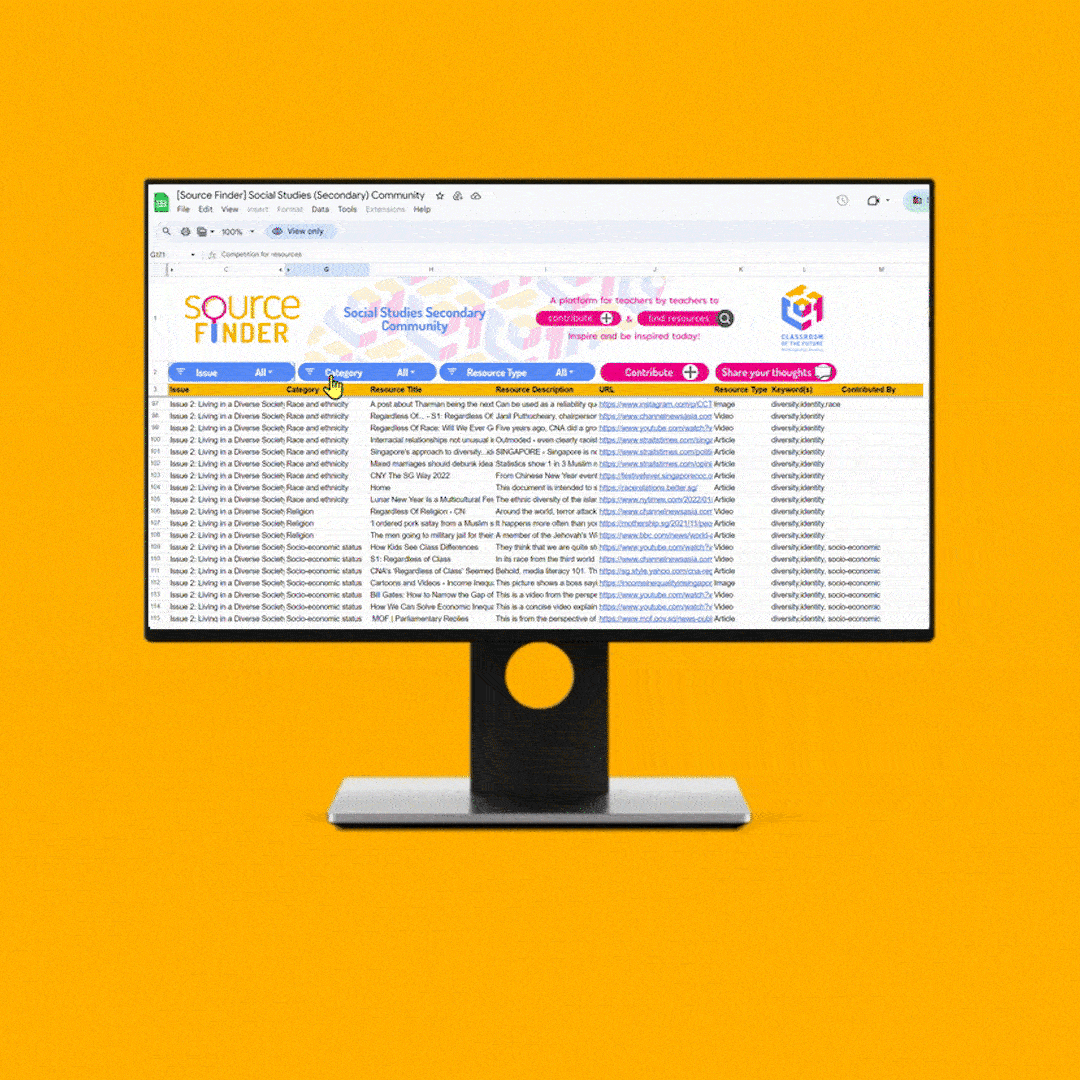 [Source Finder] Social Studies (Secondary) Community
File Edit View Insert Format Data Tools Extensions Help
100% View only
G171 fx Competition for resources
C G H I J K L M
source FINDER
Social Studies Secondary Community
A platform for teachers by teachers to
contribute & find resources
Inspire and be inspired today!
CLASSROOM
OF THE FUTURE
1
2 Issue All Category All Resource Type All Contribute Share your thoughts
3 Issue Category Resource Title Resource Description URL Resource Type Keyword(s) Contributed By
97 Issue 2: Living in a Diverse Societ Race and ethnicity A post about Tharman being the next Can be used as a reliability qu https://www.instagram.com/p/CCT Image diversity,identity,race
98 Issue 2: Living in a Diverse Societ Race and ethnicity Regardless Of... - S1: Regardless Of Janil Puthucheary, chairperson https://www.channelnewsasia.com Video diversity,identity
99 Issue 2: Living in a Diverse Societ Race and ethnicity Regardless Of Race: Will We Ever G Five years ago, CNA did a gro https://www.youtube.com/watch?v Video diversity,identity
100 Issue 2: Living in a Diverse Societ Race and ethnicity Interracial relationships not unusual i Outmoded - even clearly racist https://www.straitstimes.com/singa Article diversity,identity
101 Issue 2: Living in a Diverse Societ Race and ethnicity Singapore's approach to diversity... SINGAPORE - Singapore is no https://www.straitstimes.com/politi Article diversity,identity
102 Issue 2: Living in a Diverse Societ Race and ethnicity Mixed marriages should debunk idea Statistics show 1 in 3 Muslim m https://www.straitstimes.com/opini Article diversity,identity
103 Issue 2: Living in a Diverse Societ Race and ethnicity CNY The SG Way 2022 From Chinese New Year event https://festivefever.singaporecc.o Article diversity,identity
104 Issue 2: Living in a Diverse Societ Race and ethnicity Home This document is intended to s https://racerelations.better.sg/ Article diversity,identity
105 Issue 2: Living in a Diverse Societ Race and ethnicity Lunar New Year Is a Multicultural Fes The ethnic diversity of the islan https://www.nytimes.com/2022/01/ Article diversity,identity
106 Issue 2: Living in a Diverse Societ Religion Regardless Of Religion - CN Around the world, terror attack https://www.channelnewsasia.com Video diversity,identity
107 Issue 2: Living in a Diverse Societ Religion 'I ordered pork satay from a Muslim s It happens more often than yo https://mothership.sg/2021/11/peo Article diversity,identity
108 Issue 2: Living in a Diverse Societ Religion The men going to military jail for their A member of the Jehovah's Wi https://www.bbc.com/news/world-a Article diversity,identity
109 Issue 2: Living in a Diverse Societ Socio-economic status How Kids See Class Differences They think that we are quite st https://www.youtube.com/watch?v Video diversity,identity, socio-economic
110 Issue 2: Living in a Diverse Societ Socio-economic status S1: Regardless of Class In its race from the third world https://www.channelnewsasia.com Video diversity,identity, socio-economic
111 Issue 2: Living in a Diverse Societ Socio-economic status CNA's 'Regardless of Class' Seemed Behold, media literacy 101. Th https://sg.style.yahoo.com/cna-reg Article diversity,identity, socio-economic
112 Issue 2: Living in a Diverse Societ Socio-economic status Cartoons and Videos - Income Inequa This picture shows a boss sayi https://incomeinequalityinsingapor Image diversity,identity, socio-economic
113 Issue 2: Living in a Diverse Societ Socio-economic status Bill Gates: How to Narrow the Gap of This is a video from the perspe https://www.youtube.com/watch?v Video diversity,identity, socio-economic
114 Issue 2: Living in a Diverse Societ Socio-economic status How We Can Solve Economic Inequa This is a concise video explain https://www.youtube.com/watch?v Video diversity,identity, socio-economic
115 Issue 2: Living in a Diverse Societ Socio-economic status MOF | Parliamentary Replies This is from the perspective of https://www.mof.gov.sg/news-publ Article diversity,identity, socio-economic